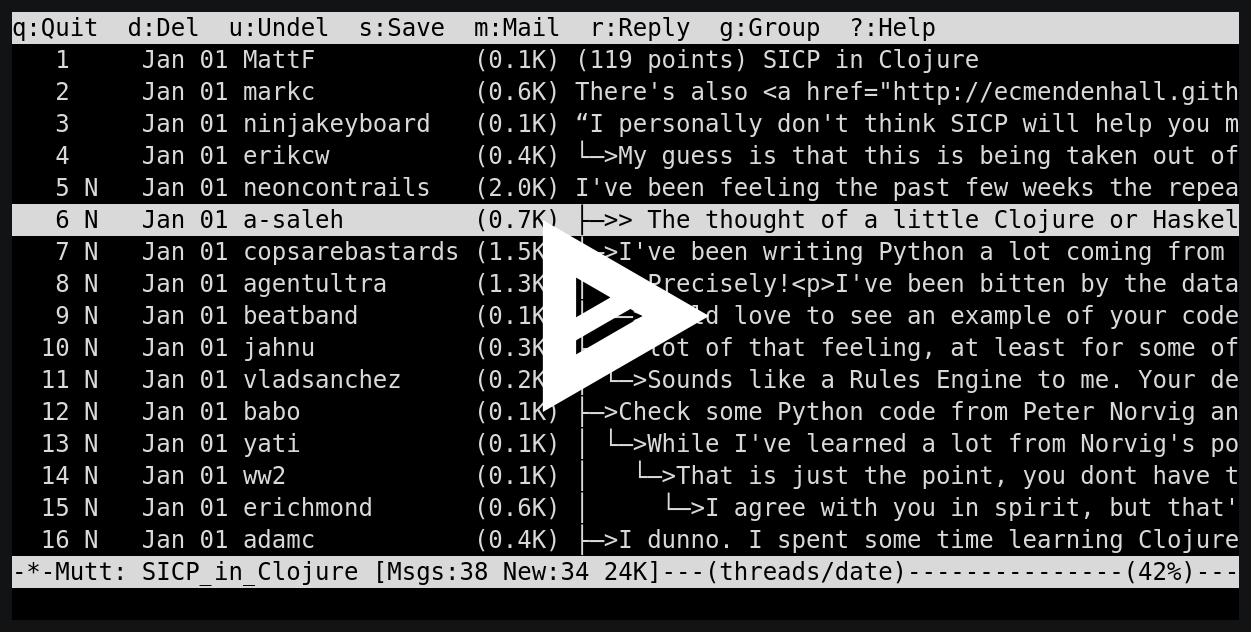 q:Quit  d:Del  u:Undel  s:Save  m:Mail  r:Reply  g:Group  ?:Help
1     Jan 01 MattF           (0.1K) (119 points) SICP in Clojure
2     Jan 01 markc           (0.6K) There's also <a href="http://ecmendenhall.gith
3     Jan 01 ninjakeyboard   (0.1K) “I personally don't think SICP will help you m
4     Jan 01 erikcw          (0.4K) └─>My guess is that this is being taken out of
5 N   Jan 01 neoncontrails   (2.0K) I've been feeling the past few weeks the repea
6 N   Jan 01 a-saleh         (0.7K) ├─>> The thought of a little Clojure or Haskel
7 N   Jan 01 copsarebastards (1.5K >I've been writing Python a lot coming from
8 N   Jan 01 agentultra      (1.3K Precisely!<p>I've been bitten by the data
9 N   Jan 01 beatband        (0.1K love to see an example of your code
10 N   Jan 01 jahnu           (0.3K lot of that feeling, at least for some of
11 N   Jan 01 vladsanchez     (0.2K └─>Sounds like a Rules Engine to me. Your de
12 N   Jan 01 babo            (0.1K) ├─>Check some Python code from Peter Norvig an
13 N   Jan 01 yati            (0.1K) │ └─>While I've learned a lot from Norvig's po
14 N   Jan 01 ww2             (0.1K) │   └─>That is just the point, you dont have t
15 N   Jan 01 erichmond       (0.6K) │     └─>I agree with you in spirit, but that'
16 N   Jan 01 adamc           (0.4K) ├─>I dunno. I spent some time learning Clojure
-*-Mutt: SICP_in_Clojure [Msgs:38 New:34 24K]---(threads/date)---------------(42%)---